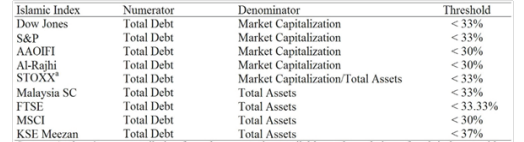 Islamic Index Numerator Denominator Threshold
Dow Jones Total Debt Market Capitalization < 33%
S&P Total Debt Market Capitalization < 33%
AAOIFI Total Debt Market Capitalization < 30%
Al-Rajhi Total Debt Market Capitalization < 30%
STOXXª Total Debt Market Capitalization/Total Assets < 33%
Malaysia SC Total Debt Total Assets < 33%
FTSE Total Debt Total Assets < 33.33%
MSCI Total Debt Total Assets < 30%
KSE Meezan Total Debt Total Assets < 37%